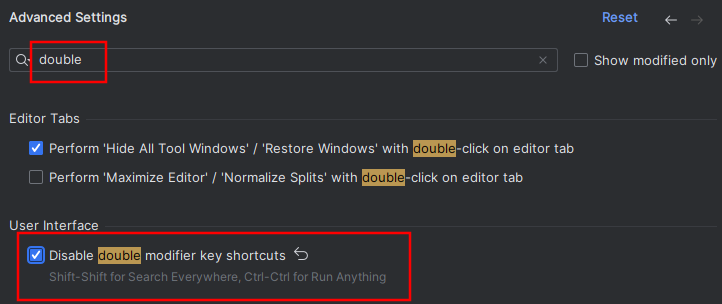 Advanced Settings
Reset
double
Show modified only
Editor Tabs
Perform 'Hide All Tool Windows' / 'Restore Windows' with double-click on editor tab
Perform 'Maximize Editor' / 'Normalize Splits' with double-click on editor tab
User Interface
Disable double modifier key shortcuts
Shift-Shift for Search Everywhere, Ctrl-Ctrl for Run Anything